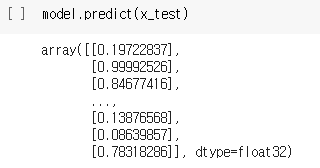 [ ] model.predict(x_test)
array([[0.19722837],
[0.99992526],
[0.84677416],
...,
[0.13876568],
[0.08639857],
[0.78318286]], dtype=float32)